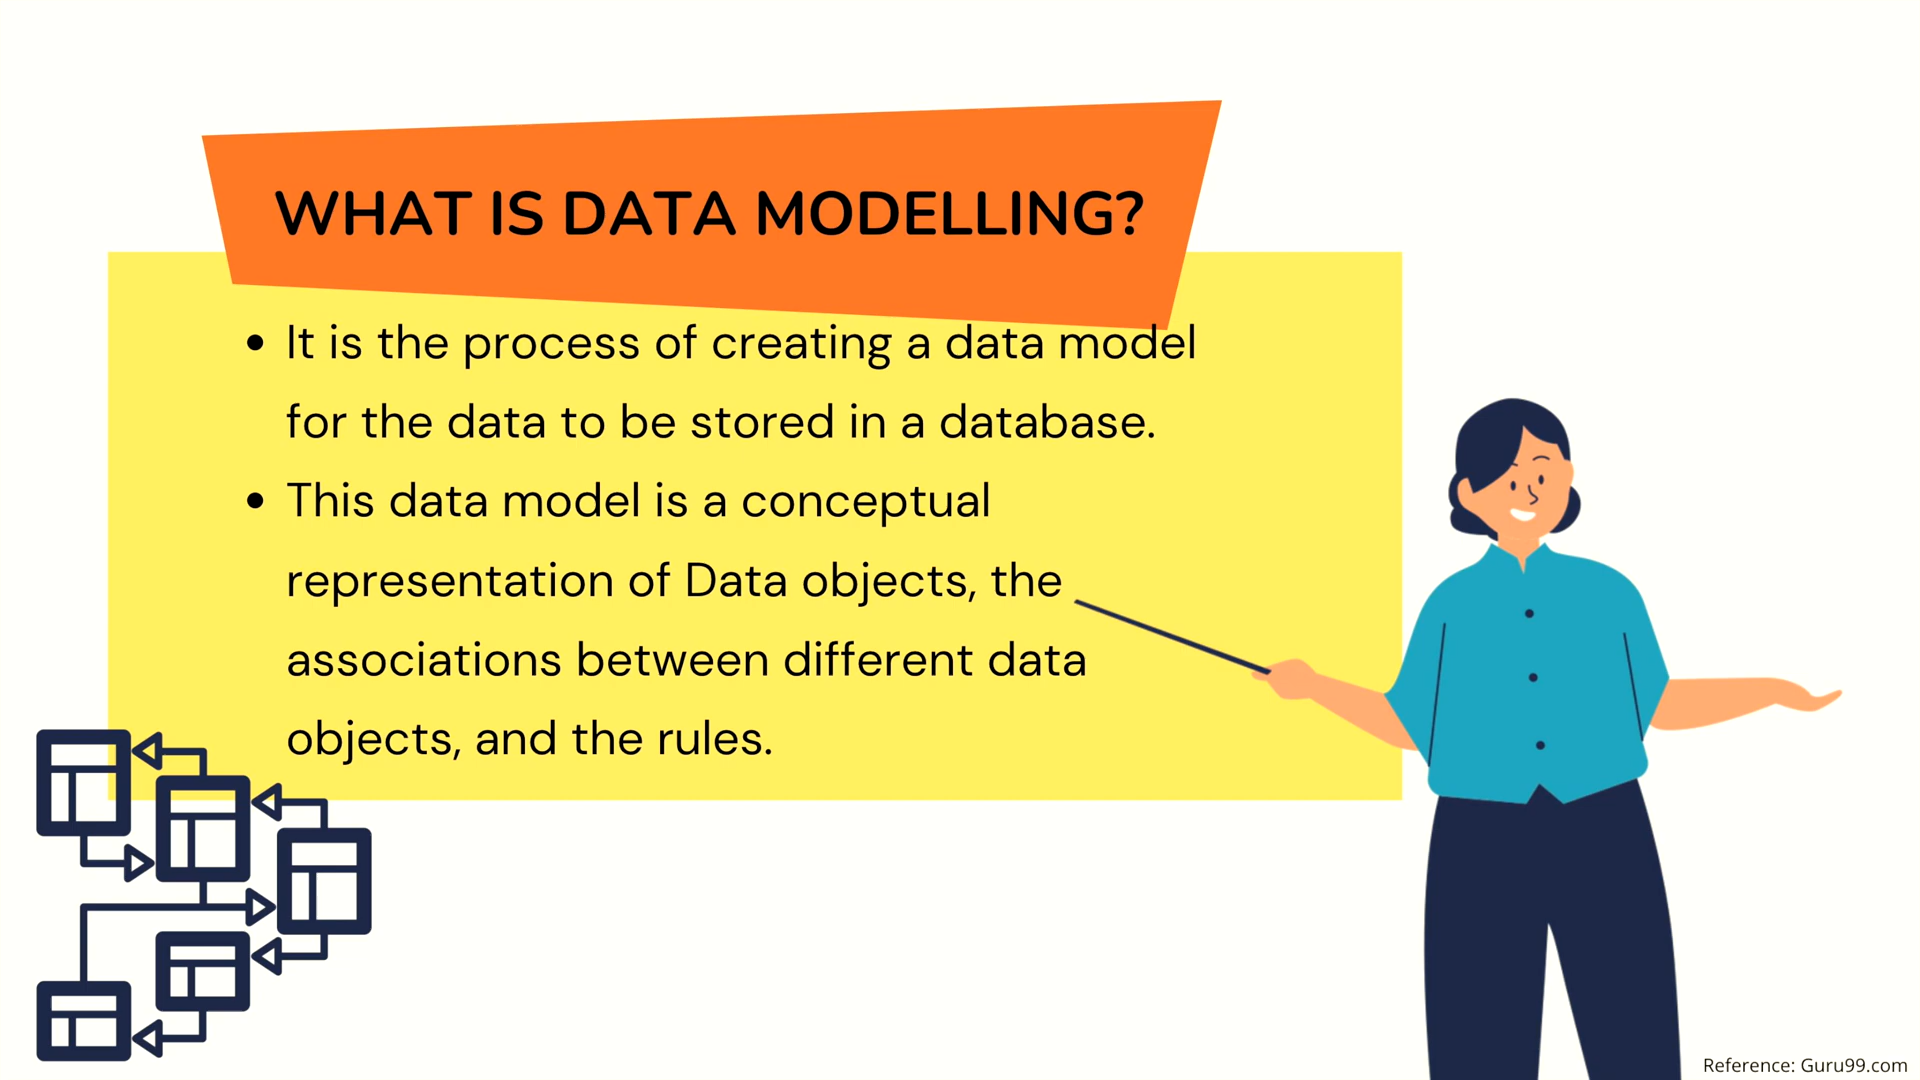 WHAT IS DATA MODELLING?
• It is the process of creating a data model
for the data to be stored in a database.
• This data model is a conceptual
representation of Data objects, the
associations between different data
objects, and the rules.
Reference: Guru99.com